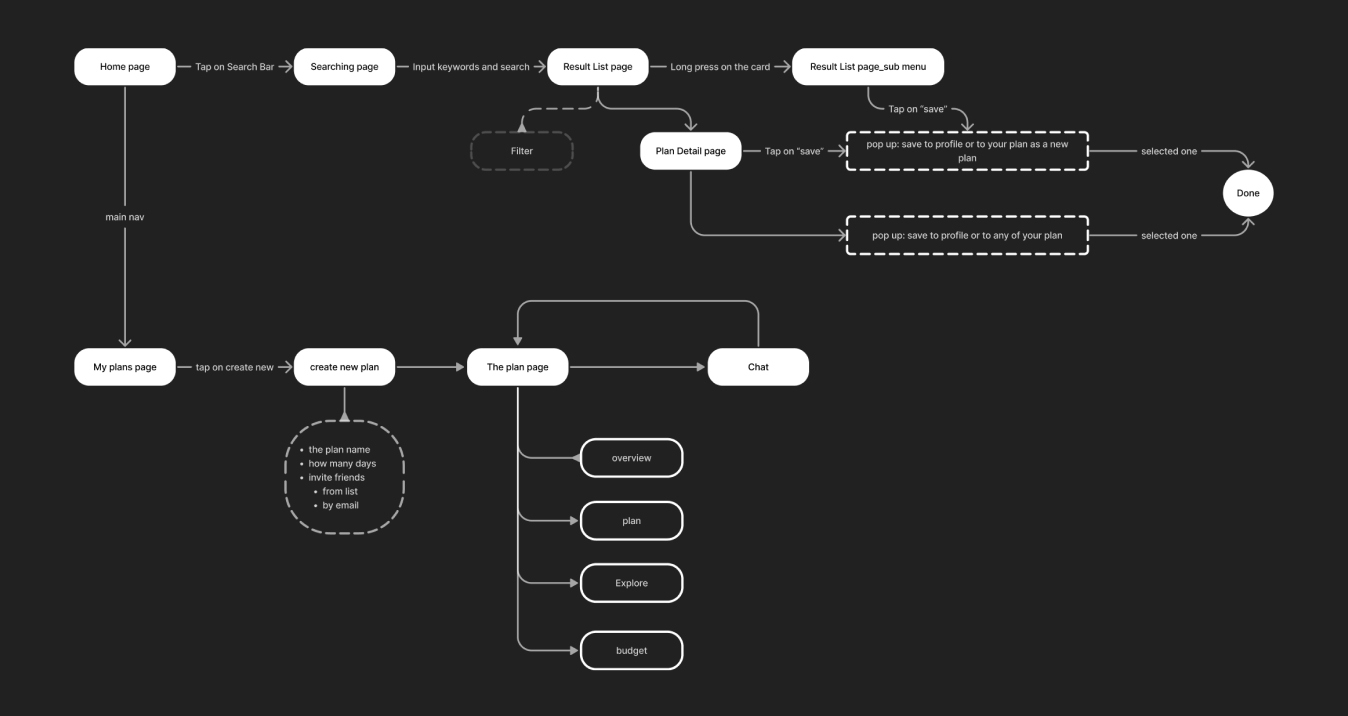 Home page
Tap on Search Bar
Searching page
Input keywords and search
Result List page
Long press on the card
Result List page_sub menu
Tap on “save”
Filter
Plan Detail page
Tap on “save”
pop up: save to profile or to your plan as a new
plan
selected one
Done
main nav
pop up: save to profile or to any of your plan
selected one
My plans page
tap on create new
create new plan
The plan page
Chat
• the plan name
• how many days
• invite friends
• from list
• by email
overview
plan
Explore
budget